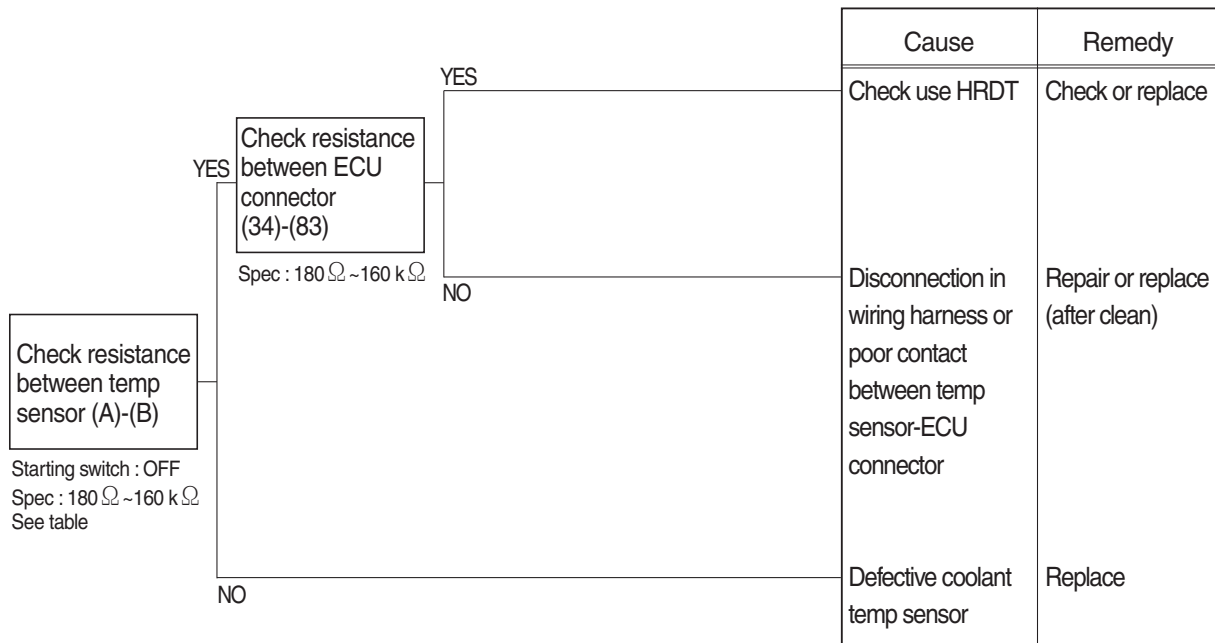 Cause
Remedy
YES
Check use HRDT
Check or replace
Check resistance
between ECU
connector
(34)-(83)
YES
Spec : 180 Ω ~160 k Ω
NO
Disconnection in
wiring harness or
poor contact
between temp
sensor-ECU
connector
Repair or replace
(after clean)
Check resistance
between temp
sensor (A)-(B)
Starting switch : OFF
Spec : 180 Ω ~160 k Ω
See table
NO
Defective coolant
temp sensor
Replace